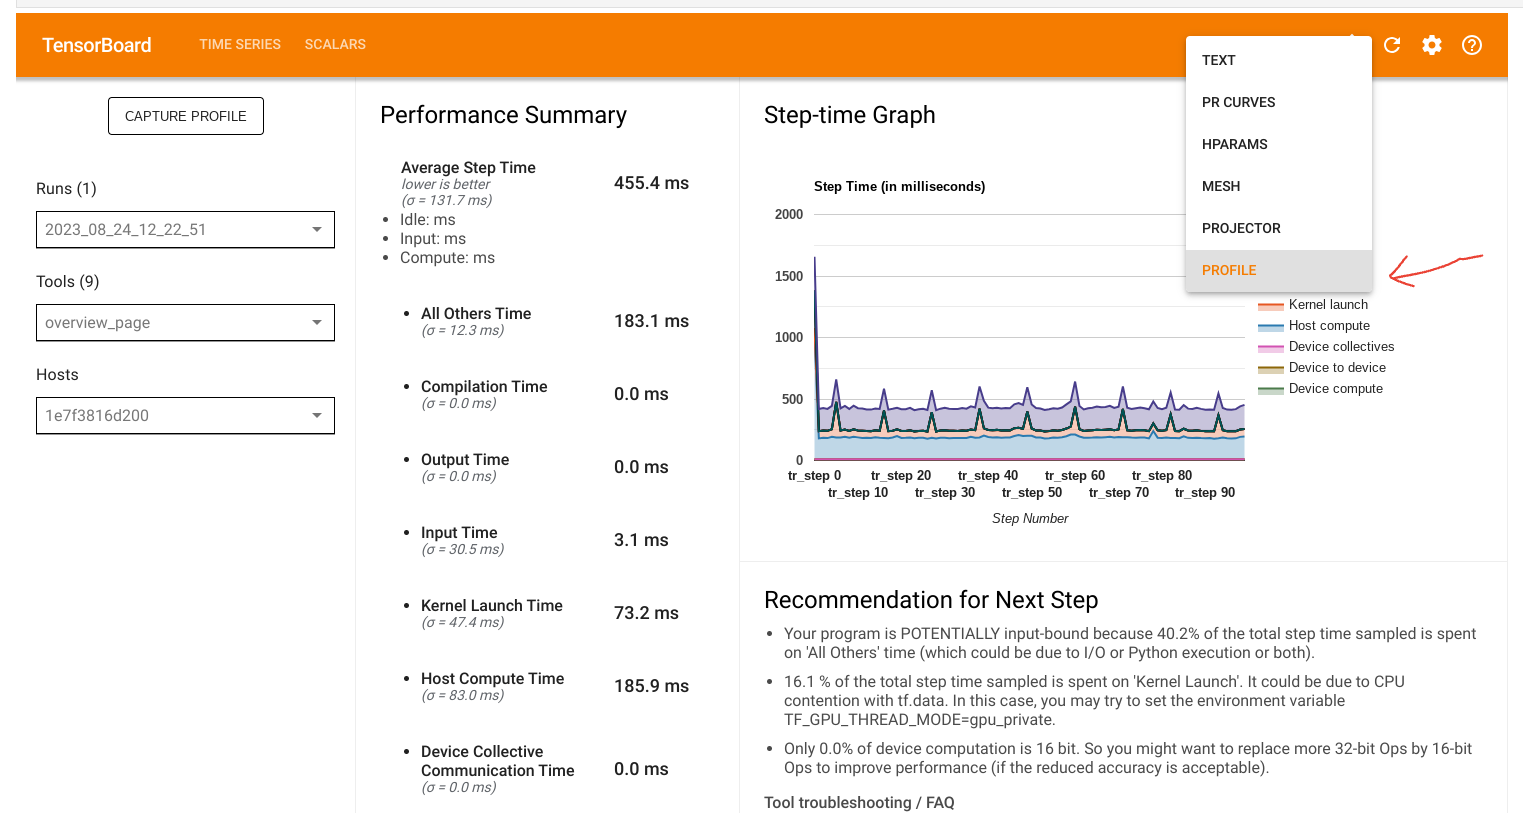 TensorBoard
TIME SERIES
SCALARS
TEXT
PR CURVES
HPARAMS
MESH
PROJECTOR
PROFILE
CAPTURE PROFILE
Runs (1)
2023_08_24_12_22_51
Tools (9)
overview_page
Hosts
1e7f3816d200
Performance Summary
Average Step Time
lower is better
(σ = 131.7 ms)
455.4 ms
Idle: ms
Input: ms
Compute: ms
All Others Time
(σ = 12.3 ms)
183.1 ms
Compilation Time
(σ = 0.0 ms)
0.0 ms
Output Time
(σ = 0.0 ms)
0.0 ms
Input Time
(σ = 30.5 ms)
3.1 ms
Kernel Launch Time
(σ = 47.4 ms)
73.2 ms
Host Compute Time
(σ = 83.0 ms)
185.9 ms
Device Collective
Communication Time
(σ = 0.0 ms)
0.0 ms
Step-time Graph
Step Time (in milliseconds)
2000
1500
1000
500
0
tr_step 0
tr_step 10
tr_step 20
tr_step 30
tr_step 40
tr_step 50
tr_step 60
tr_step 70
tr_step 80
tr_step 90
Step Number
Kernel launch
Host compute
Device collectives
Device to device
Device compute
Recommendation for Next Step
Your program is POTENTIALLY input-bound because 40.2% of the total step time sampled is spent
on 'All Others' time (which could be due to I/O or Python execution or both).
16.1 % of the total step time sampled is spent on 'Kernel Launch'. It could be due to CPU
contention with tf.data. In this case, you may try to set the environment variable
TF_GPU_THREAD_MODE=gpu_private.
Only 0.0% of device computation is 16 bit. So you might want to replace more 32-bit Ops by 16-bit
Ops to improve performance (if the reduced accuracy is acceptable).
Tool troubleshooting / FAQ